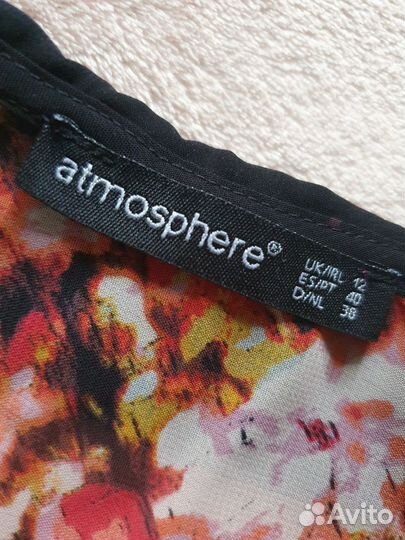 atmosphere®
UK/IRL 12
ES/PT 40
D/NL 38
Avito